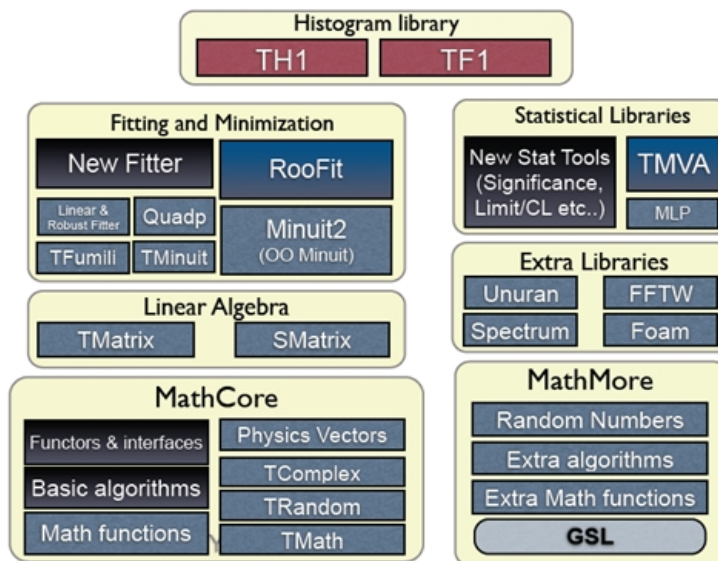 Histogram library
TH1
TF1
Fitting and Minimization
New Fitter
RooFit
Linear &
Robust Fitter
Quadp
TFumili
TMinuit
Minuit2
(OO Minuit)
Statistical Libraries
New Stat Tools
(Significance,
Limit/CL etc..)
TMVA
MLP
Linear Algebra
TMatrix
SMatrix
Extra Libraries
Unuran
FFTW
Spectrum
Foam
MathCore
Functors & interfaces
Basic algorithms
Math functions
Physics Vectors
TComplex
TRandom
TMath
MathMore
Random Numbers
Extra algorithms
Extra Math functions
GSL